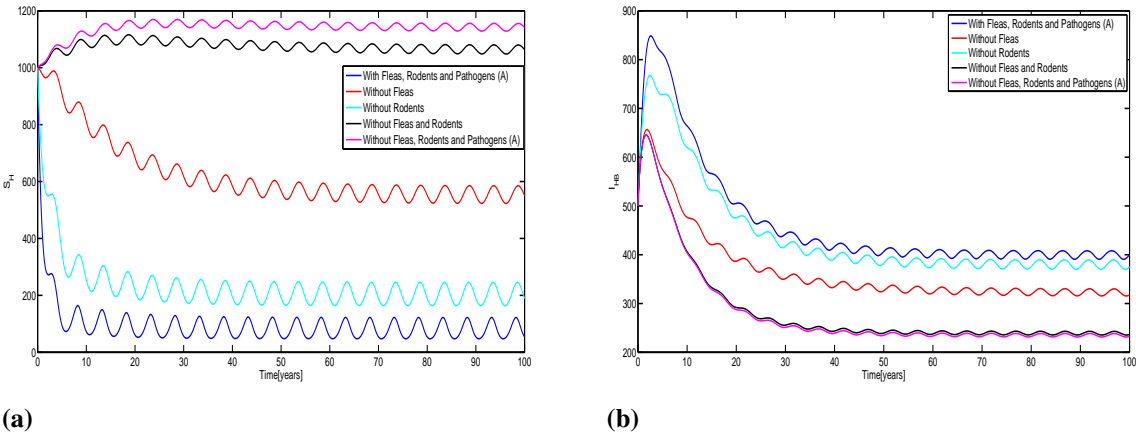 1200
1000
800
600
400
200
0
S_H
0 10 20 30 40 50 60 70 80 90 100
Time[years]
With Fleas, Rodents and Pathogens (A)
Without Fleas
Without Rodents
Without Fleas and Rodents
Without Fleas, Rodents and Pathogens (A)
(a)
900
800
700
600
500
400
300
200
I_HB
0 10 20 30 40 50 60 70 80 90 100
Time[years]
With Fleas, Rodents and Pathogens (A)
Without Fleas
Without Rodents
Without Fleas and Rodents
Without Fleas, Rodents and Pathogens (A)
(b)